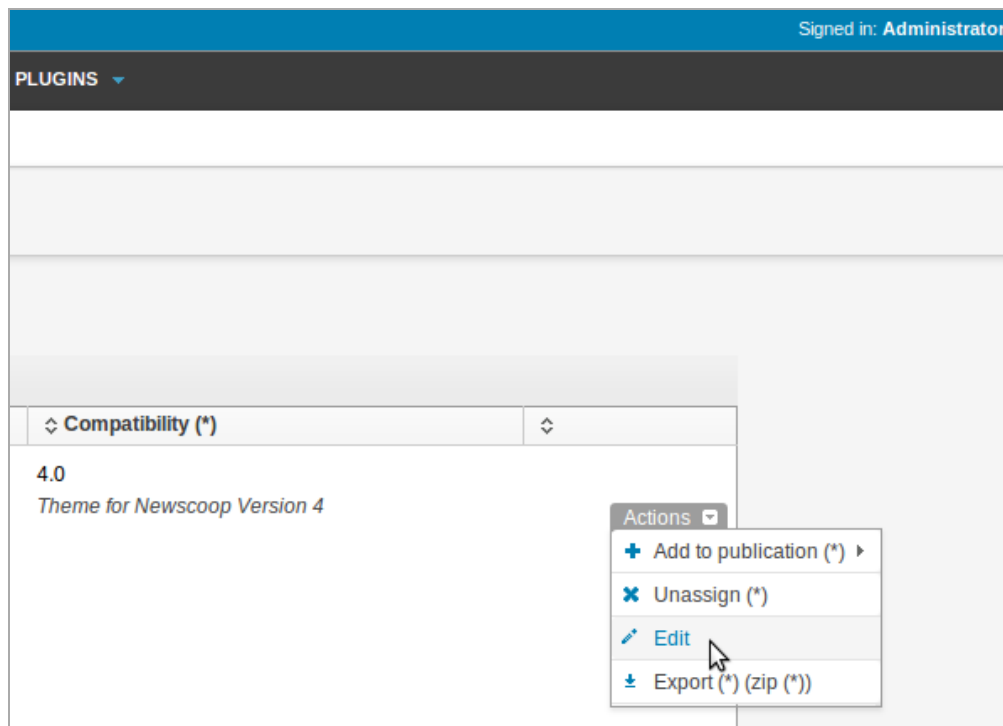 Signed in: Administrator
PLUGINS
Compatibility (*)
4.0
Theme for Newscoop Version 4
Actions
Add to publication (*)
Unassign (*)
Edit
Export (*) (zip (*))